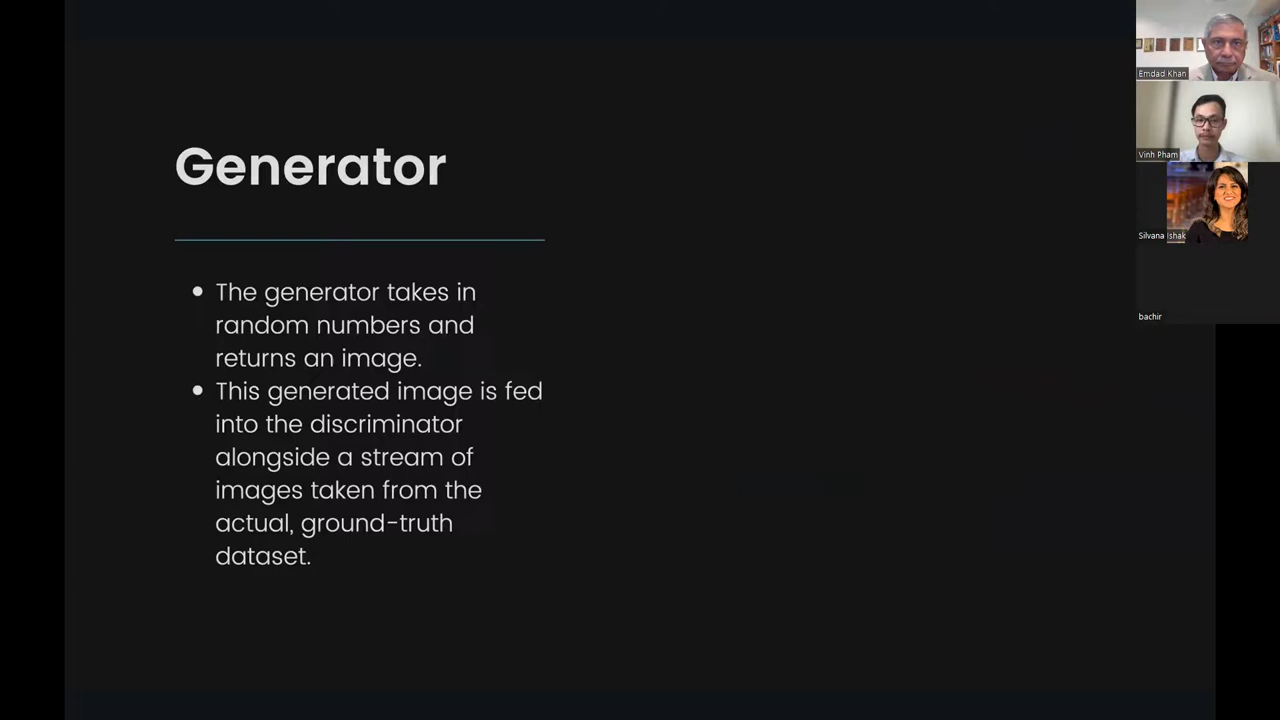 Generator
• The generator takes in
random numbers and
returns an image.
• This generated image is fed
into the discriminator
alongside a stream of
images taken from the
actual, ground-truth
dataset.
Emdad Khan
Vinh Pham
Silvana Ishak
bachir